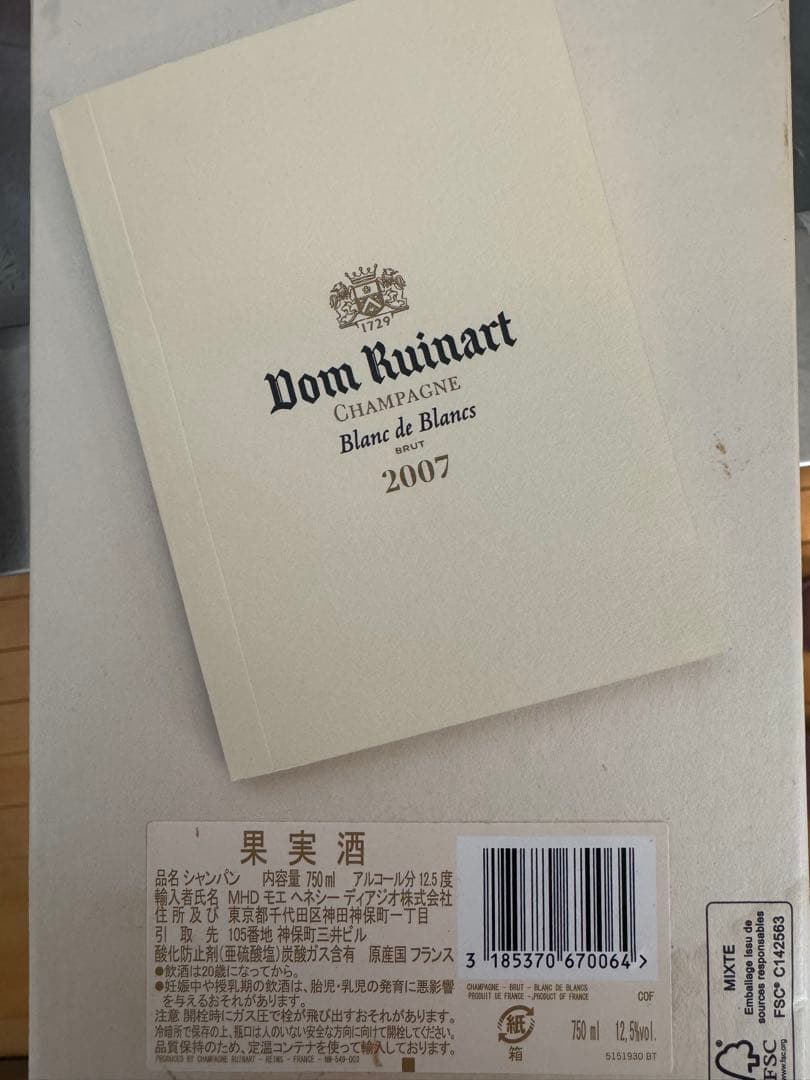 1729
Dom Ruinart
CHAMPAGNE
Blanc de Blancs
BRUT
2007
果実酒
品名 シャンパン 内容量 750ml アルコール分 12.5度
輸入者氏名 MHD モエ ヘネシー ディアジオ株式会社
住所及び 東京都千代田区神田神保町一丁目
引取先 105番地 神保町三井ビル
酸化防止剤(亜硫酸塩)炭酸ガス含有 原産国 フランス
●飲酒は20歳になってから。
●妊娠中や授乳期の飲酒は、胎児・乳児の発育に悪影響
を与えるおそれがあります。
注意 開栓時にガス圧で栓が飛び出すおそれがあります。
冷暗所で保存の上、瓶口は人のいない安全な方向に向けて開栓してください。
品質保持のため、定温コンテナを使って輸入しております。
PRODUCED BY CHAMPAGNE RUINART - REIMS - FRANCE - NM-549-003
3 185370 670064 >
CHAMPAGNE - BRUT - BLANC DE BLANCS
PRODUIT DE FRANCE - PRODUCT OF FRANCE COF
紙
箱
750 ml 12,5%vol.
5151930 BT
MIXTE
Emballage issu de
sources responsables
FSC® C142563
FSC
www.fsc.org